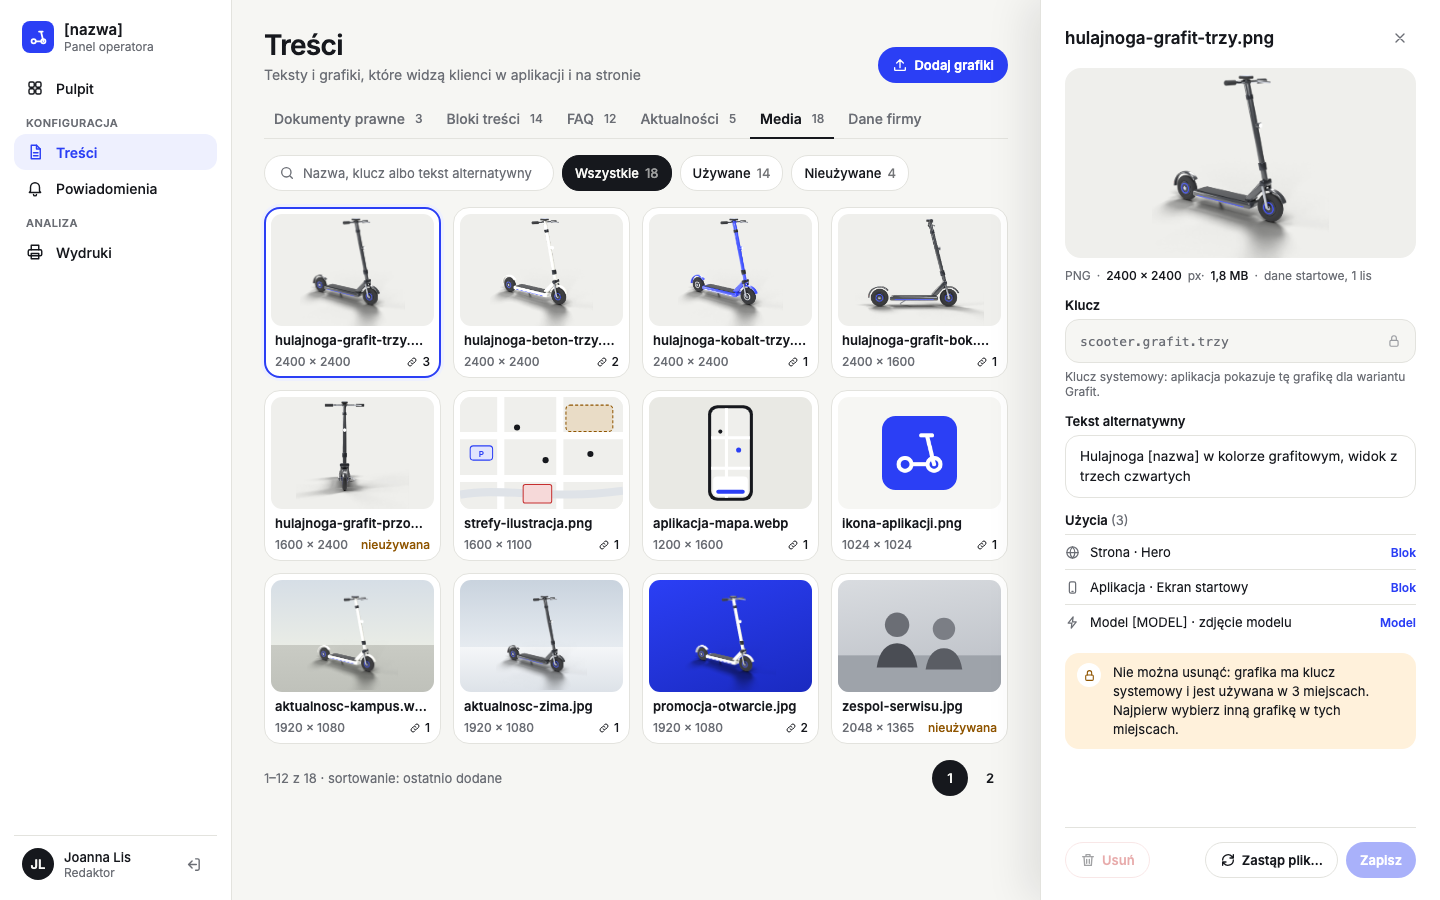 [nazwa]
Panel operatora
Pulpit
KONFIGURACJA
Treści
Powiadomienia
ANALIZA
Wydruki
JL
Joanna Lis
Redaktor
Treści
Teksty i grafiki, które widzą klienci w aplikacji i na stronie
Dodaj grafiki
Dokumenty prawne 3
Bloki treści 14
FAQ 12
Aktualności 5
Media 18
Dane firmy
Nazwa, klucz albo tekst alternatywny
Wszystkie 18
Używane 14
Nieużywane 4
hulajnoga-grafit-trzy....
2400 × 2400 3
hulajnoga-beton-trzy....
2400 × 2400 2
hulajnoga-kobalt-trzy....
2400 × 2400 1
hulajnoga-grafit-bok....
2400 × 1600 1
hulajnoga-grafit-przo...
1600 × 2400 nieużywana
P
strefy-ilustracja.png
1600 × 1100 1
aplikacja-mapa.webp
1200 × 1600 1
ikona-aplikacji.png
1024 × 1024 1
aktualnosc-kampus.w...
1920 × 1080 1
aktualnosc-zima.jpg
1920 × 1080 1
promocja-otwarcie.jpg
1920 × 1080 2
zespol-serwisu.jpg
2048 × 1365 nieużywana
1–12 z 18 · sortowanie: ostatnio dodane
1 2
hulajnoga-grafit-trzy.png
PNG · 2400 × 2400 px· 1,8 MB · dane startowe, 1 lis
Klucz
scooter.grafit.trzy
Klucz systemowy: aplikacja pokazuje tę grafikę dla wariantu
Grafit.
Tekst alternatywny
Hulajnoga [nazwa] w kolorze grafitowym, widok z
trzech czwartych
Użycia (3)
Strona · Hero Blok
Aplikacja · Ekran startowy Blok
Model [MODEL] · zdjęcie modelu Model
Nie można usunąć: grafika ma klucz
systemowy i jest używana w 3 miejscach.
Najpierw wybierz inną grafikę w tych
miejscach.
Usuń
Zastąp plik...
Zapisz